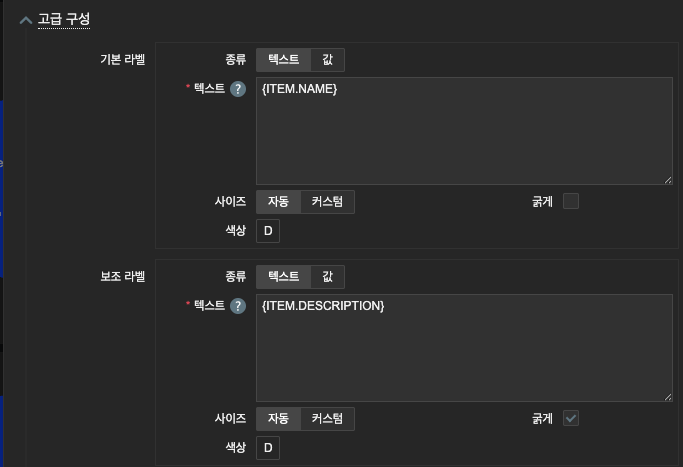 고급 구성
기본 라벨 종류 텍스트 값
* 텍스트 ? {ITEM.NAME}
사이즈 자동 커스텀 굵게
색상 D
보조 라벨 종류 텍스트 값
* 텍스트 ? {ITEM.DESCRIPTION}
사이즈 자동 커스텀 굵게
색상 D